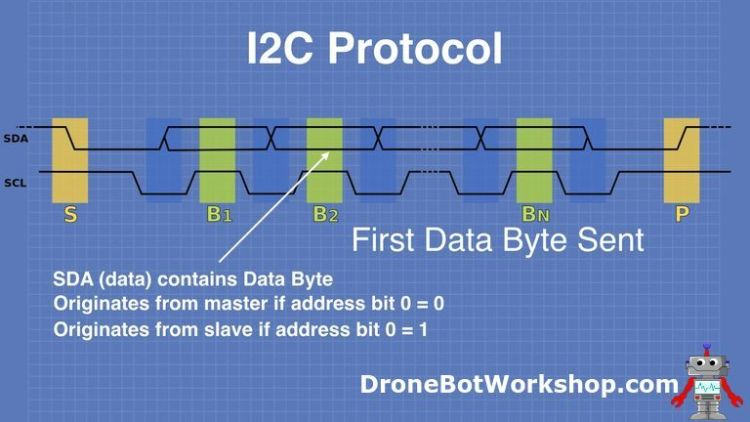 I2C Protocol
SDA
SCL
S B1 B2 BN P
First Data Byte Sent
SDA (data) contains Data Byte
Originates from master if address bit 0 = 0
Originates from slave if address bit 0 = 1
DroneBotWorkshop.com